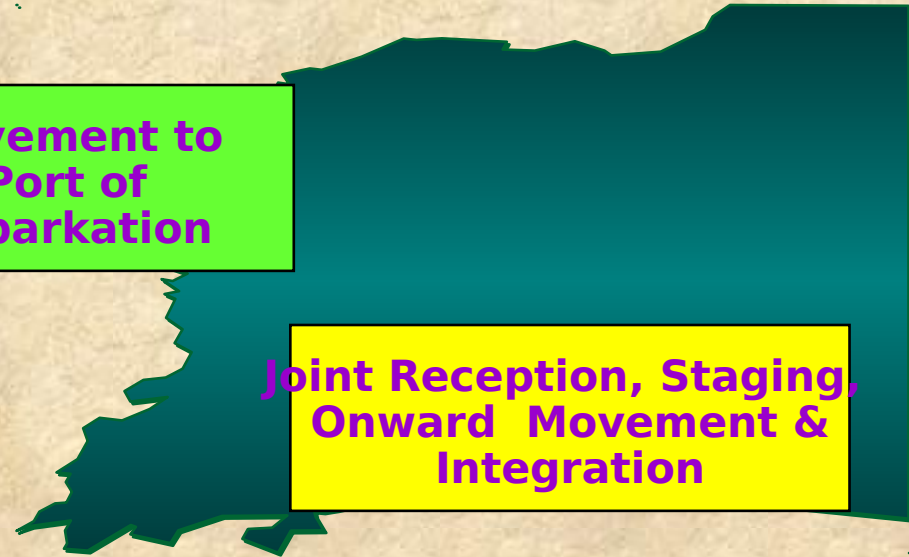 vement to
Port of
barkation
Joint Reception, Staging,
Onward  Movement &
Integration